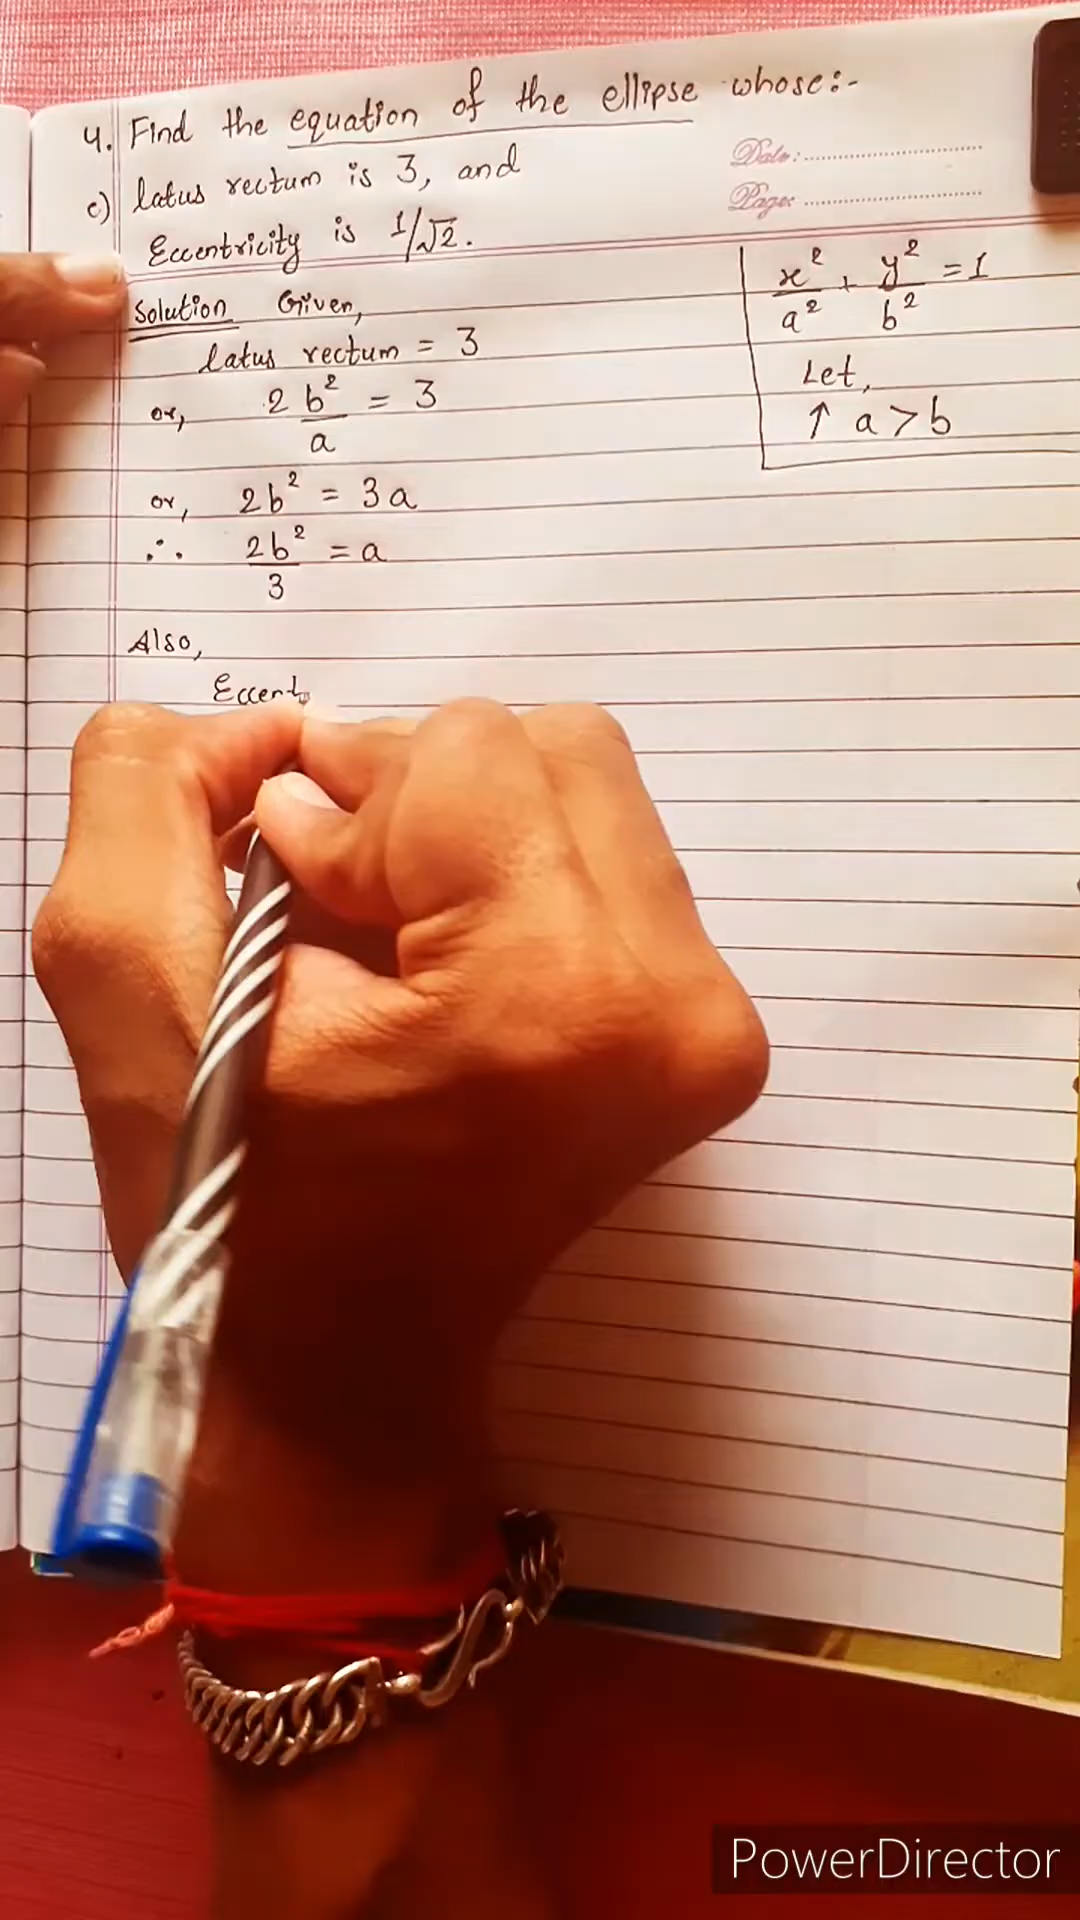 4. Find the equation of the ellipse whose:-
c) latus rectum is 3, and
Eccentricity is 1/√2.
Date:
Page:
Solution Given,
latus rectum = 3
or, 2b²/a = 3
or, 2b² = 3a
∴ 2b²/3 = a
Also,
Eccent
x²/a² + y²/b² = 1
Let,
↑ a > b
PowerDirector